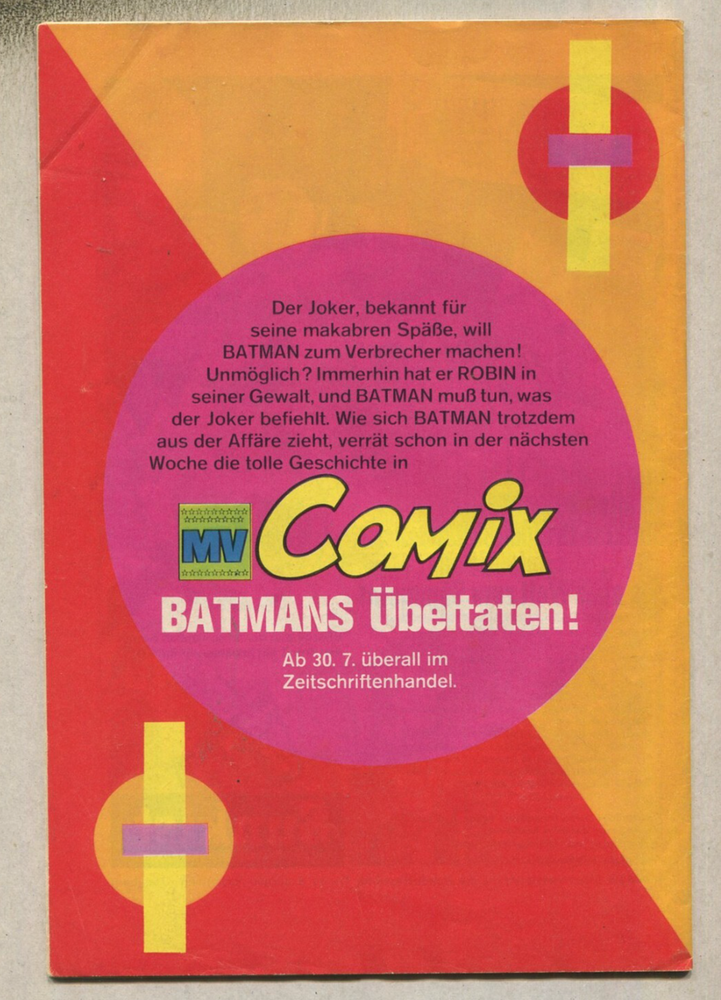 Der Joker, bekannt für
seine makabren Späße, will
BATMAN zum Verbrecher machen!
Unmöglich? Immerhin hat er ROBIN in
seiner Gewalt, und BATMAN muß tun, was
der Joker befiehlt. Wie sich BATMAN trotzdem
aus der Affäre zieht, verrät schon in der nächsten
Woche die tolle Geschichte in
MV Comix
BATMANS Übeltaten!
Ab 30. 7. überall im
Zeitschriftenhandel.